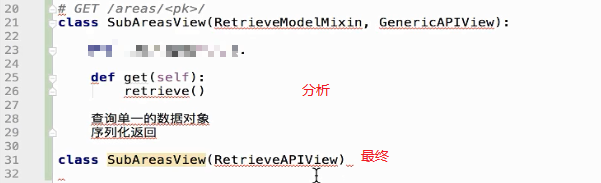 20 # GET /areas/<pk>/
21 class SubAreasView(RetrieveModelMixin, GenericAPIView):
22
23
24
25 def get(self):
26 retrieve() 分析
27
28 查询单一的数据对象
29 序列化返回
30
31 class SubAreasView(RetrieveAPIView) 最终
32